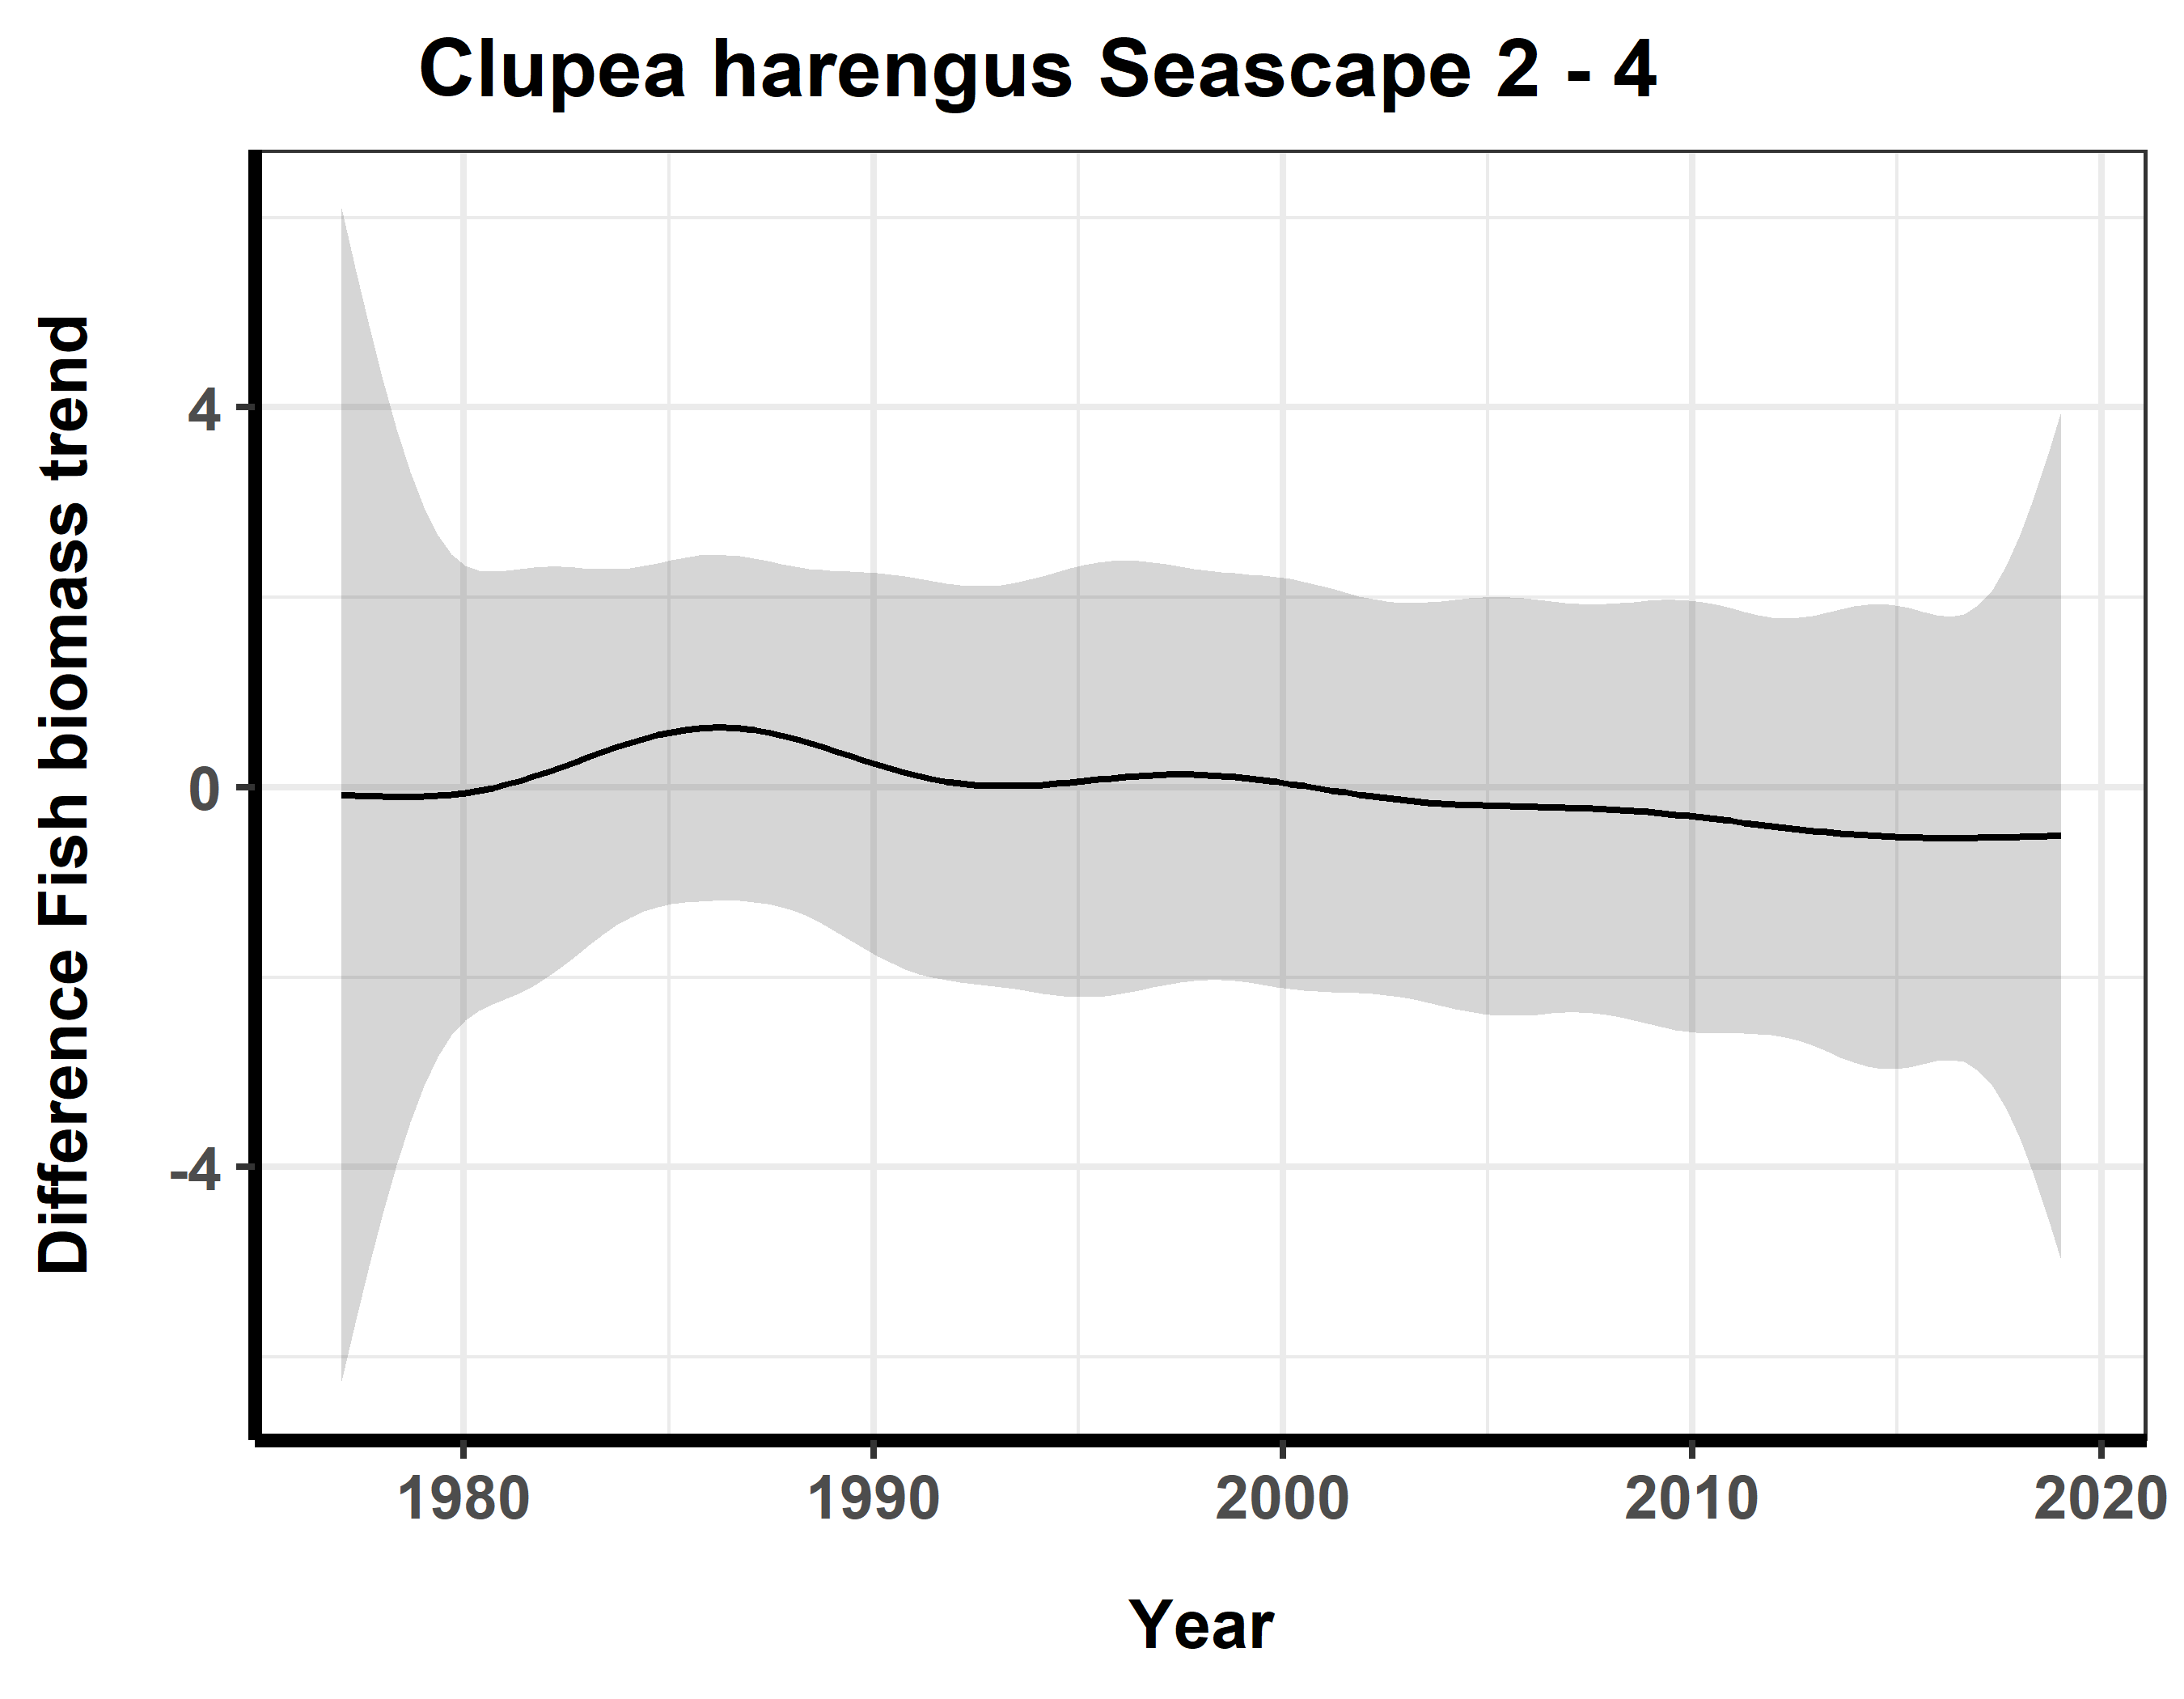 Clupea harengus Seascape 2 - 4
Difference Fish biomass trend
4
0
-4
1980 1990 2000 2010 2020
Year